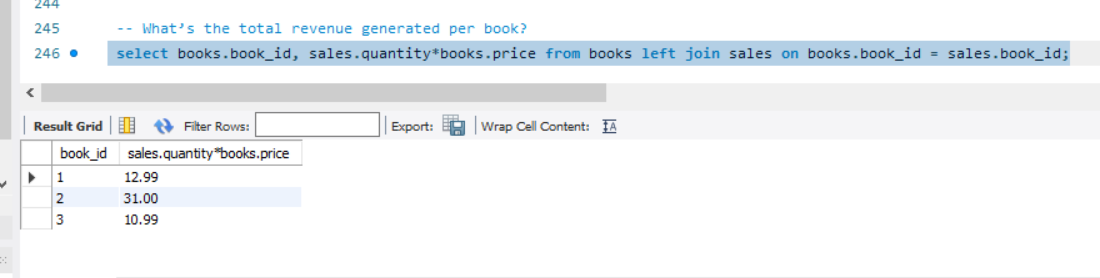 244
245 -- What's the total revenue generated per book?
246 select books.book_id, sales.quantity*books.price from books left join sales on books.book_id = sales.book_id;
Result Grid Filter Rows: Export: Wrap Cell Content:
book_id sales.quantity*books.price
1 12.99
2 31.00
3 10.99